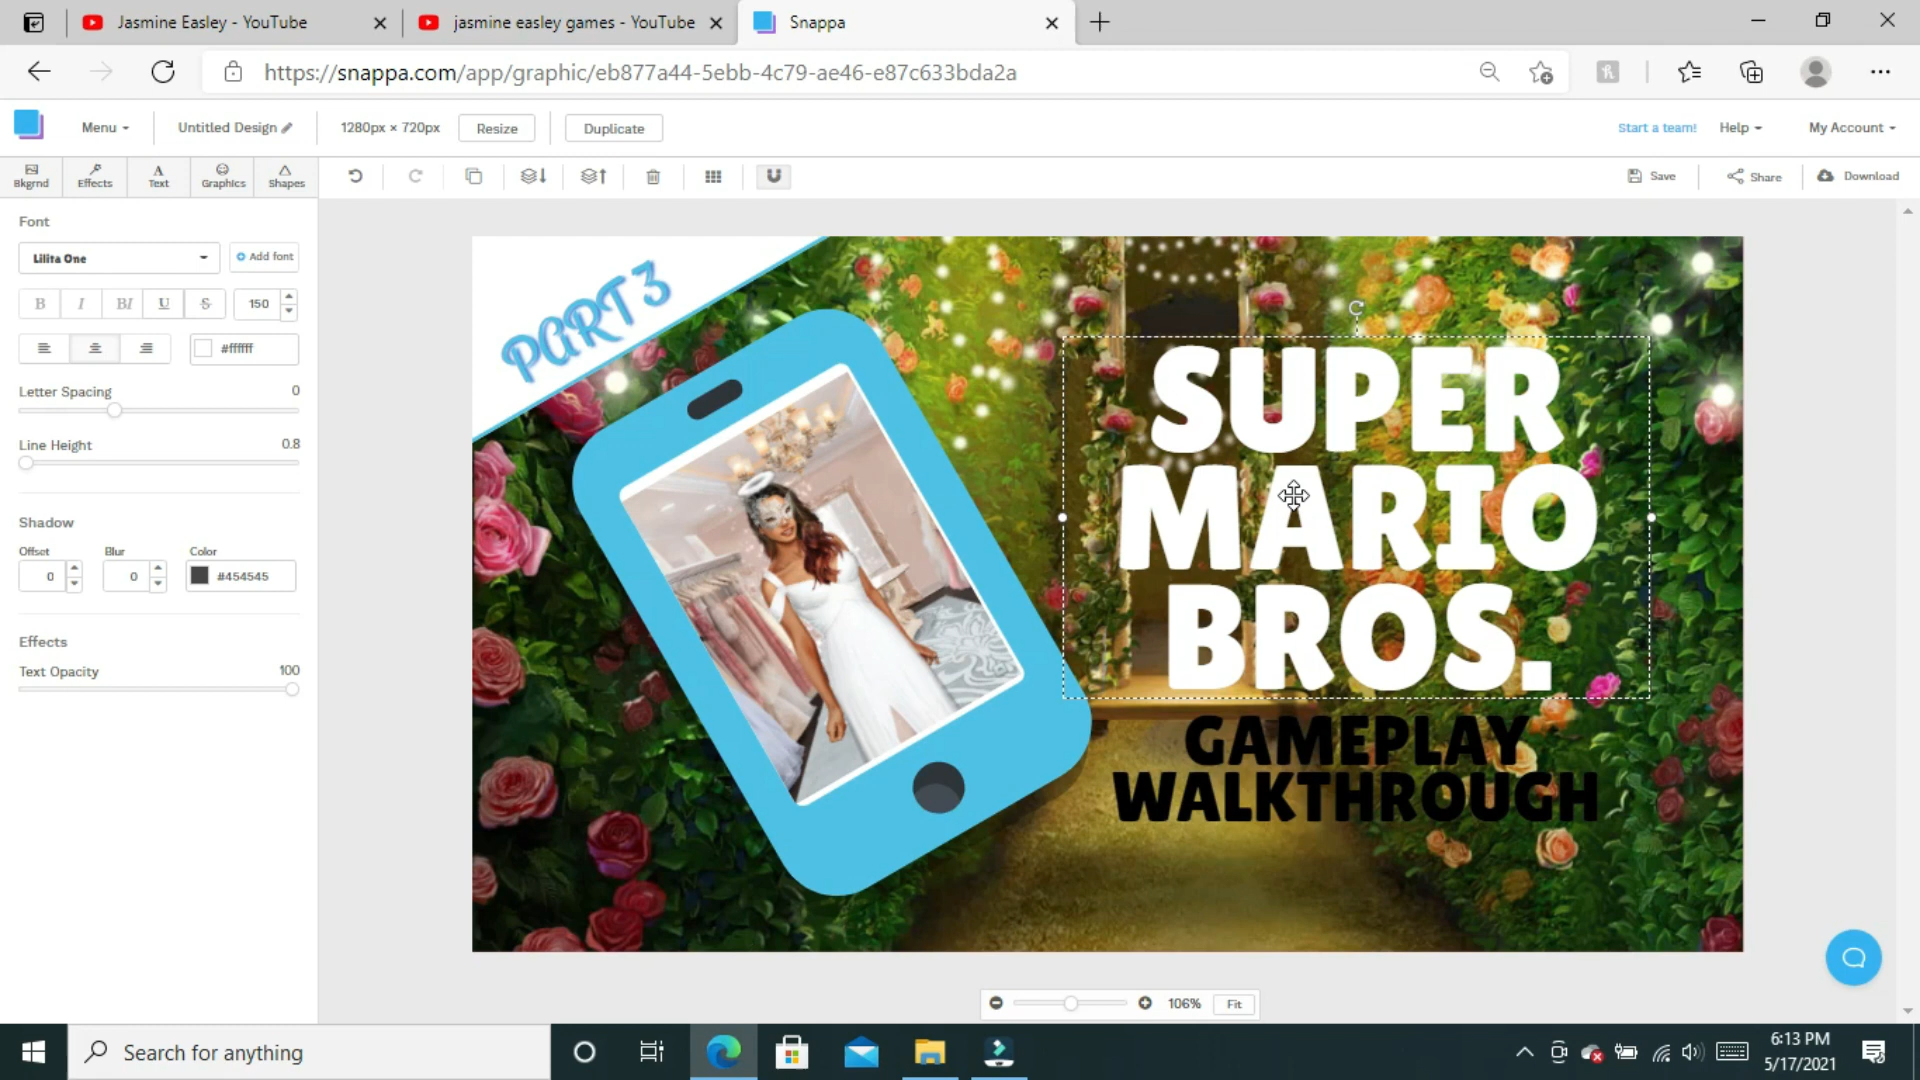 Jasmine Easley - YouTube
jasmine easley games - YouTube
Snappa
https://snappa.com/app/graphic/eb877a44-5ebb-4c79-ae46-e87c633bda2a
Menu
Untitled Design
1280px × 720px
Resize
Duplicate
Start a team!
Help
My Account
Bkgrnd
Effects
Text
Graphics
Shapes
Save
Share
Download
Font
Lilita One
Add font
B I BI U S 150
#ffffff
Letter Spacing 0
Line Height 0.8
Shadow
Offset Blur Color
0 0 #454545
Effects
Text Opacity 100
PART 3
SUPER
MARIO
BROS.
GAMEPLAY
WALKTHROUGH
106% Fit
Search for anything
6:13 PM
5/17/2021